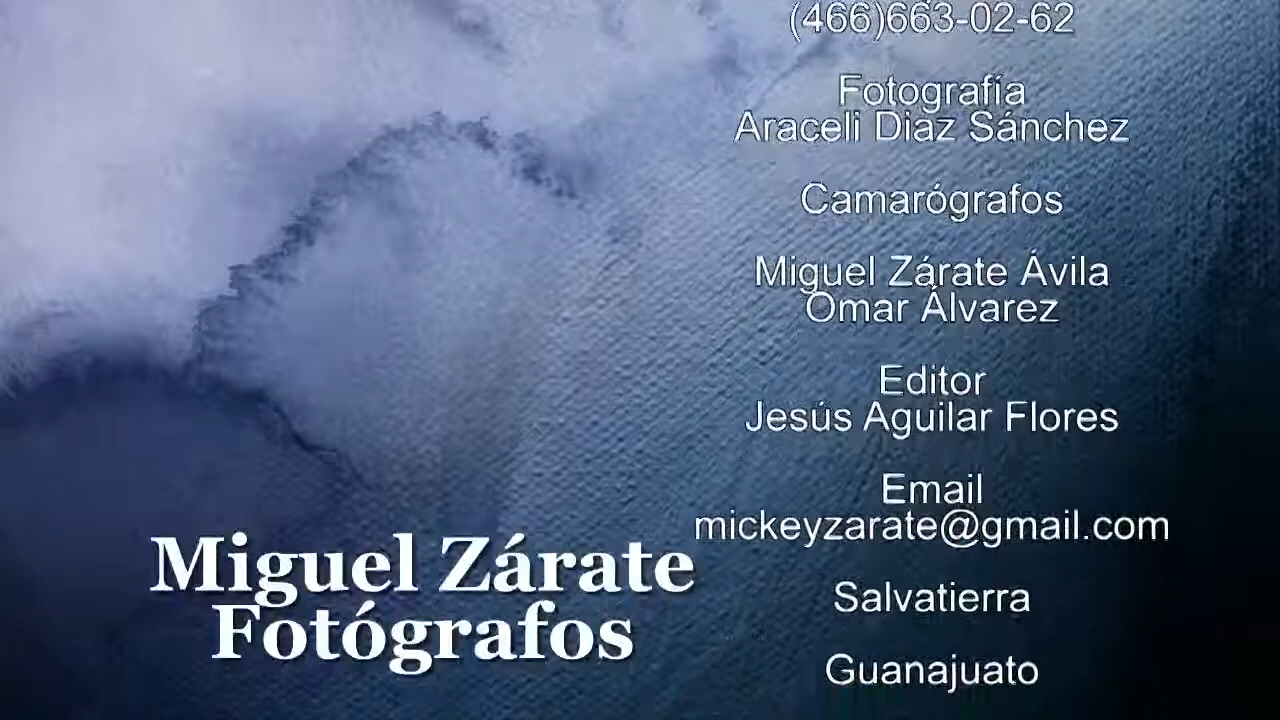 (466)663-02-62
Fotografía
Araceli Diaz Sánchez
Camarógrafos
Miguel Zárate Ávila
Omar Álvarez
Editor
Jesús Aguilar Flores
Email
mickeyzarate@gmail.com
Salvatierra
Guanajuato
Miguel Zárate
Fotógrafos